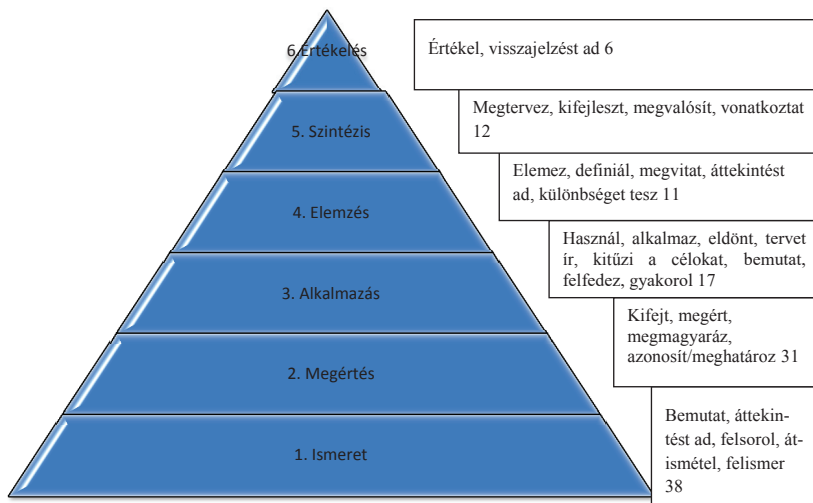 6.Értékelés
Értékel, visszajelzést ad 6
5. Szintézis
Megtervez, kifejleszt, megvalósít, vonatkoztat
12
4. Elemzés
Elemez, definiál, megvitat, áttekintést
ad, különbséget tesz 11
3. Alkalmazás
Használ, alkalmaz, eldönt, tervet
ír, kitűzi a célokat, bemutat,
felfedez, gyakorol 17
2. Megértés
Kifejt, megért,
megmagyaráz,
azonosít/meghatároz 31
1. Ismeret
Bemutat, áttekin-
tést ad, felsorol, át-
ismétel, felismer
38